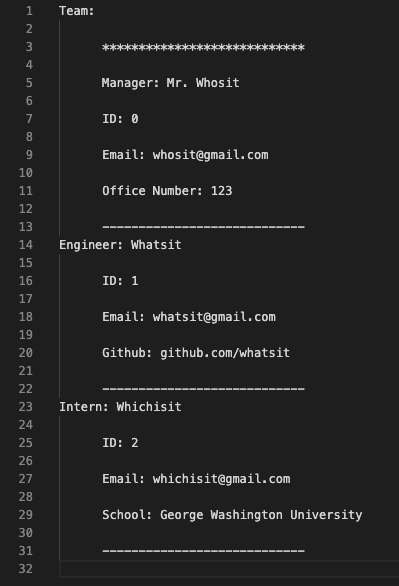 1 Team:
2
3 ****************************
4
5 Manager: Mr. Whosit
6
7 ID: 0
8
9 Email: whosit@gmail.com
10
11 Office Number: 123
12
13 ----------------------------
14 Engineer: Whatsit
15
16 ID: 1
17
18 Email: whatsit@gmail.com
19
20 Github: github.com/whatsit
21
22 ----------------------------
23 Intern: Whichisit
24
25 ID: 2
26
27 Email: whichisit@gmail.com
28
29 School: George Washington University
30
31 ----------------------------
32